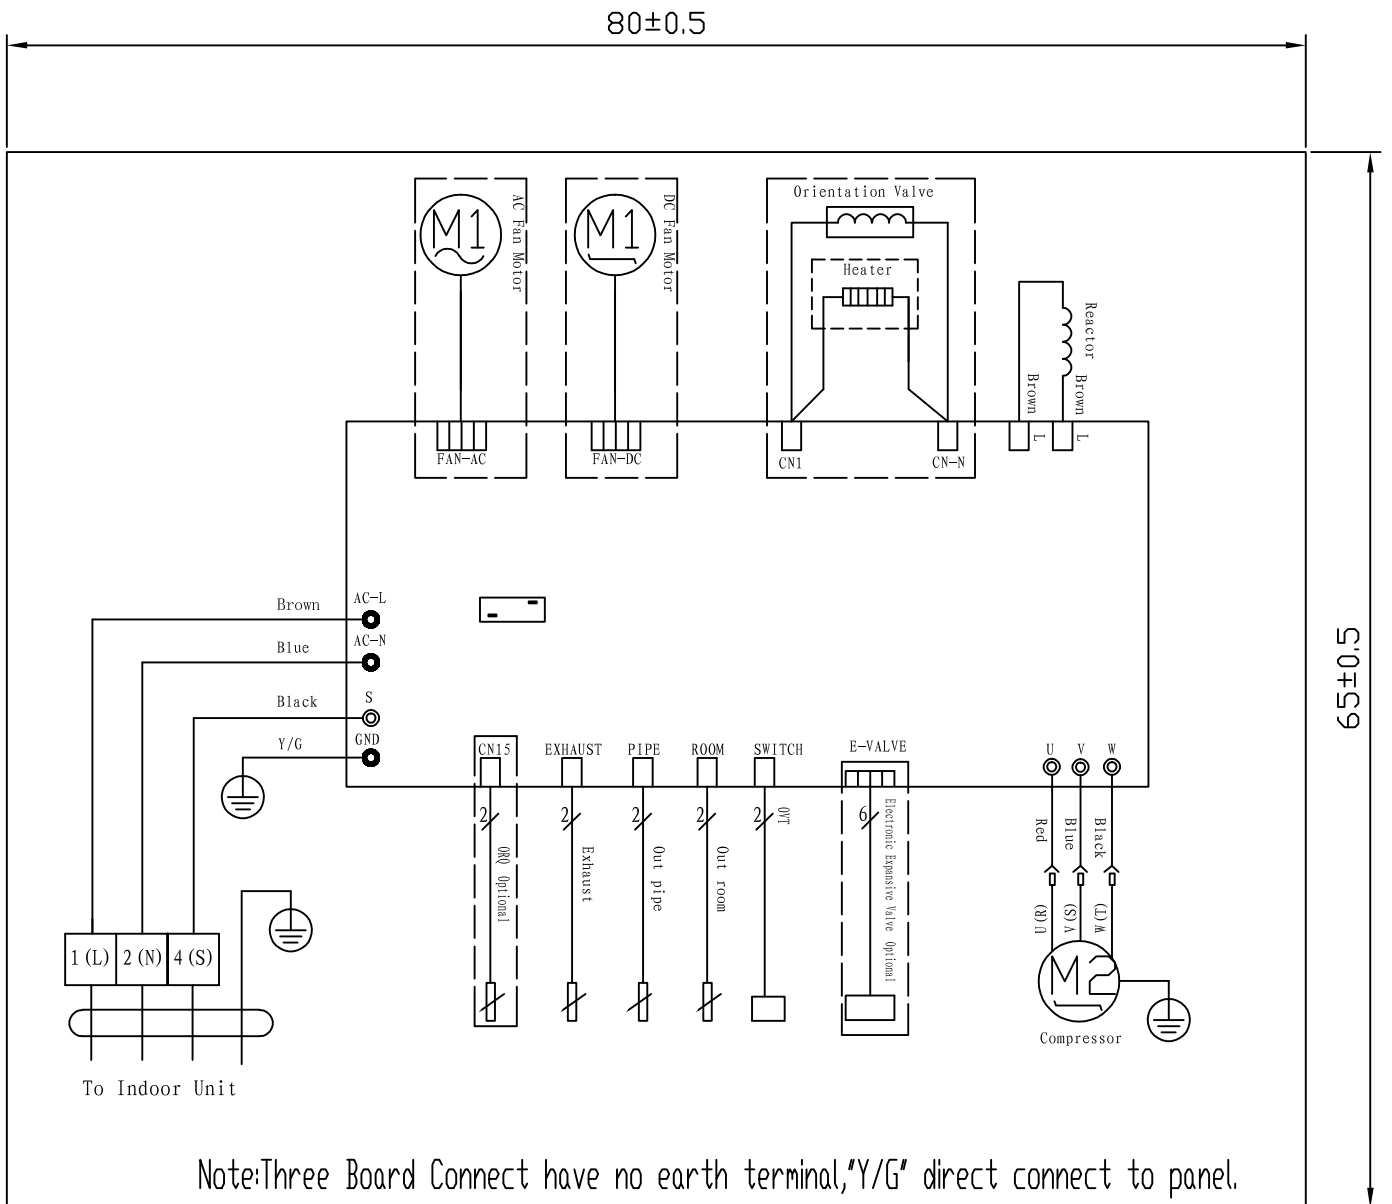 80±0.5
65±0.5
M1
AC Fan Motor
FAN-AC
M1
DC Fan Motor
FAN-DC
Orientation Valve
Heater
CN1
CN-N
Reactor
Brown
Brown
L
L
Brown
AC-L
Blue
AC-N
Black
S
Y/G
GND
CN15
EXHAUST
PIPE
ROOM
SWITCH
E-VALVE
U
V
W
2
2
2
2
2
6
OVT
ORQ Optional
Exhaust
Out pipe
Out room
Electronic Expansive Valve Optional
Red
Blue
Black
U(R)
V(S)
W(T)
M2
Compressor
1(L)
2(N)
4(S)
To Indoor Unit
Note:Three Board Connect have no earth terminal,"Y/G" direct connect to panel.